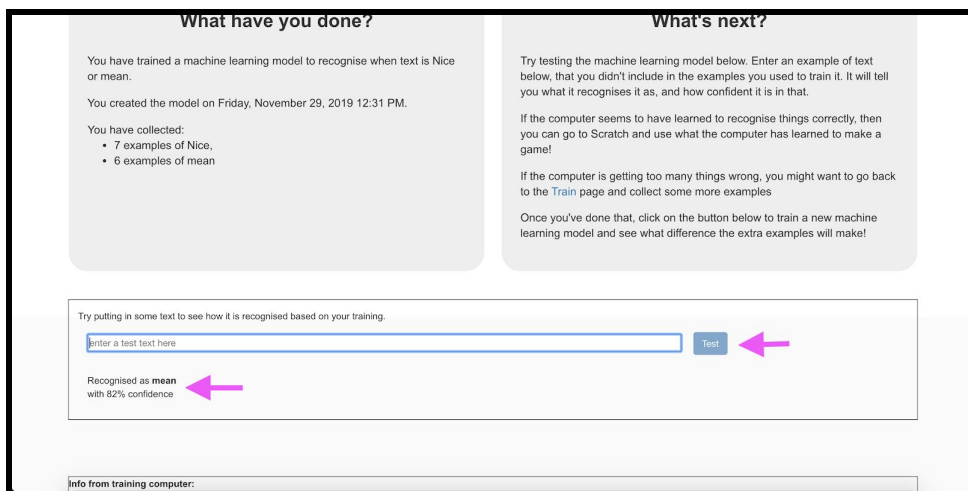 What have you done?
You have trained a machine learning model to recognise when text is Nice
or mean.
You created the model on Friday, November 29, 2019 12:31 PM.
You have collected:
• 7 examples of Nice,
• 6 examples of mean
What's next?
Try testing the machine learning model below. Enter an example of text
below, that you didn't include in the examples you used to train it. It will tell
you what it recognises it as, and how confident it is in that.
If the computer seems to have learned to recognise things correctly, then
you can go to Scratch and use what the computer has learned to make a
game!
If the computer is getting too many things wrong, you might want to go back
to the Train page and collect some more examples
Once you've done that, click on the button below to train a new machine
learning model and see what difference the extra examples will make!
Try putting in some text to see how it is recognised based on your training.
enter a test text here
Test
Recognised as mean
with 82% confidence
Info from training computer: